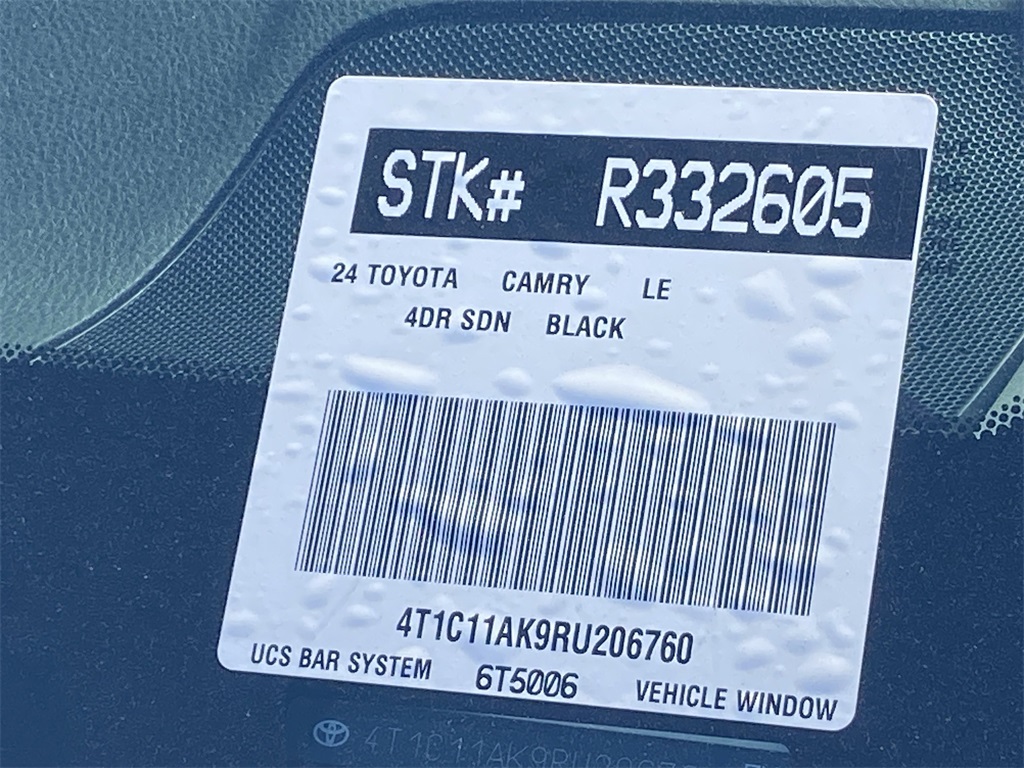 STK# R332605
24 TOYOTA CAMRY LE
4DR SDN BLACK
4T1C11AK9RU206760
UCS BAR SYSTEM 6T5006 VEHICLE WINDOW